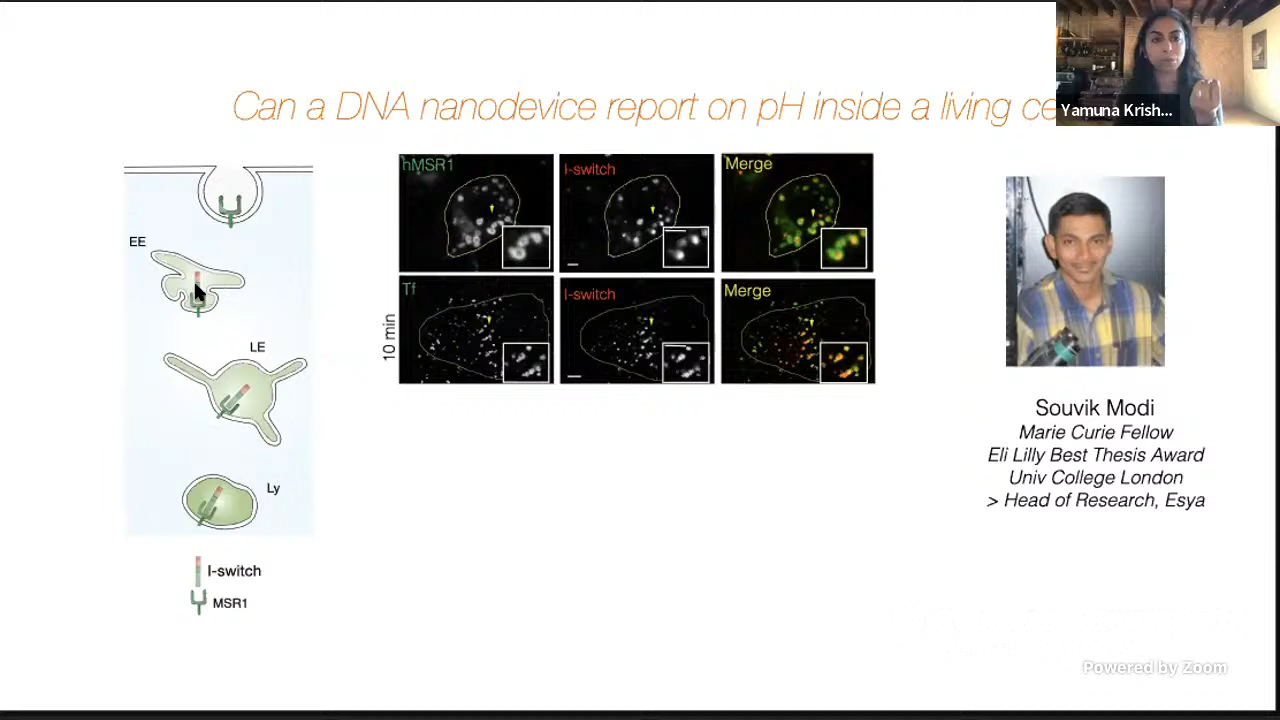 Can a DNA nanodevice report on pH inside a living ce
Yamuna Krish...
EE
LE
Ly
I-switch
MSR1
hMSR1
I-switch
Merge
10 min
Tf
I-switch
Merge
Souvik Modi
Marie Curie Fellow
Eli Lilly Best Thesis Award
Univ College London
> Head of Research, Esya
Powered by Zoom